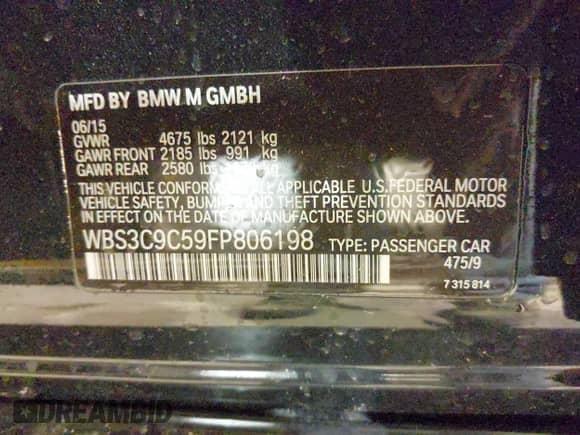 MFD BY BMW M GMBH
06/15
GVWR 4675 lbs 2121 kg
GAWR FRONT 2185 lbs 991 kg
GAWR REAR 2580 lbs kg
THIS VEHICLE CONFORMS ALL APPLICABLE U.S. FEDERAL MOTOR
VEHICLE SAFETY, BUMPER AND THEFT PREVENTION STANDARDS
IN EFFECT ON THE DATE OF MANUFACTURE SHOWN ABOVE.
WBS3C9C59FP806198 TYPE: PASSENGER CAR
475/9
7 315 814
DREAMBID